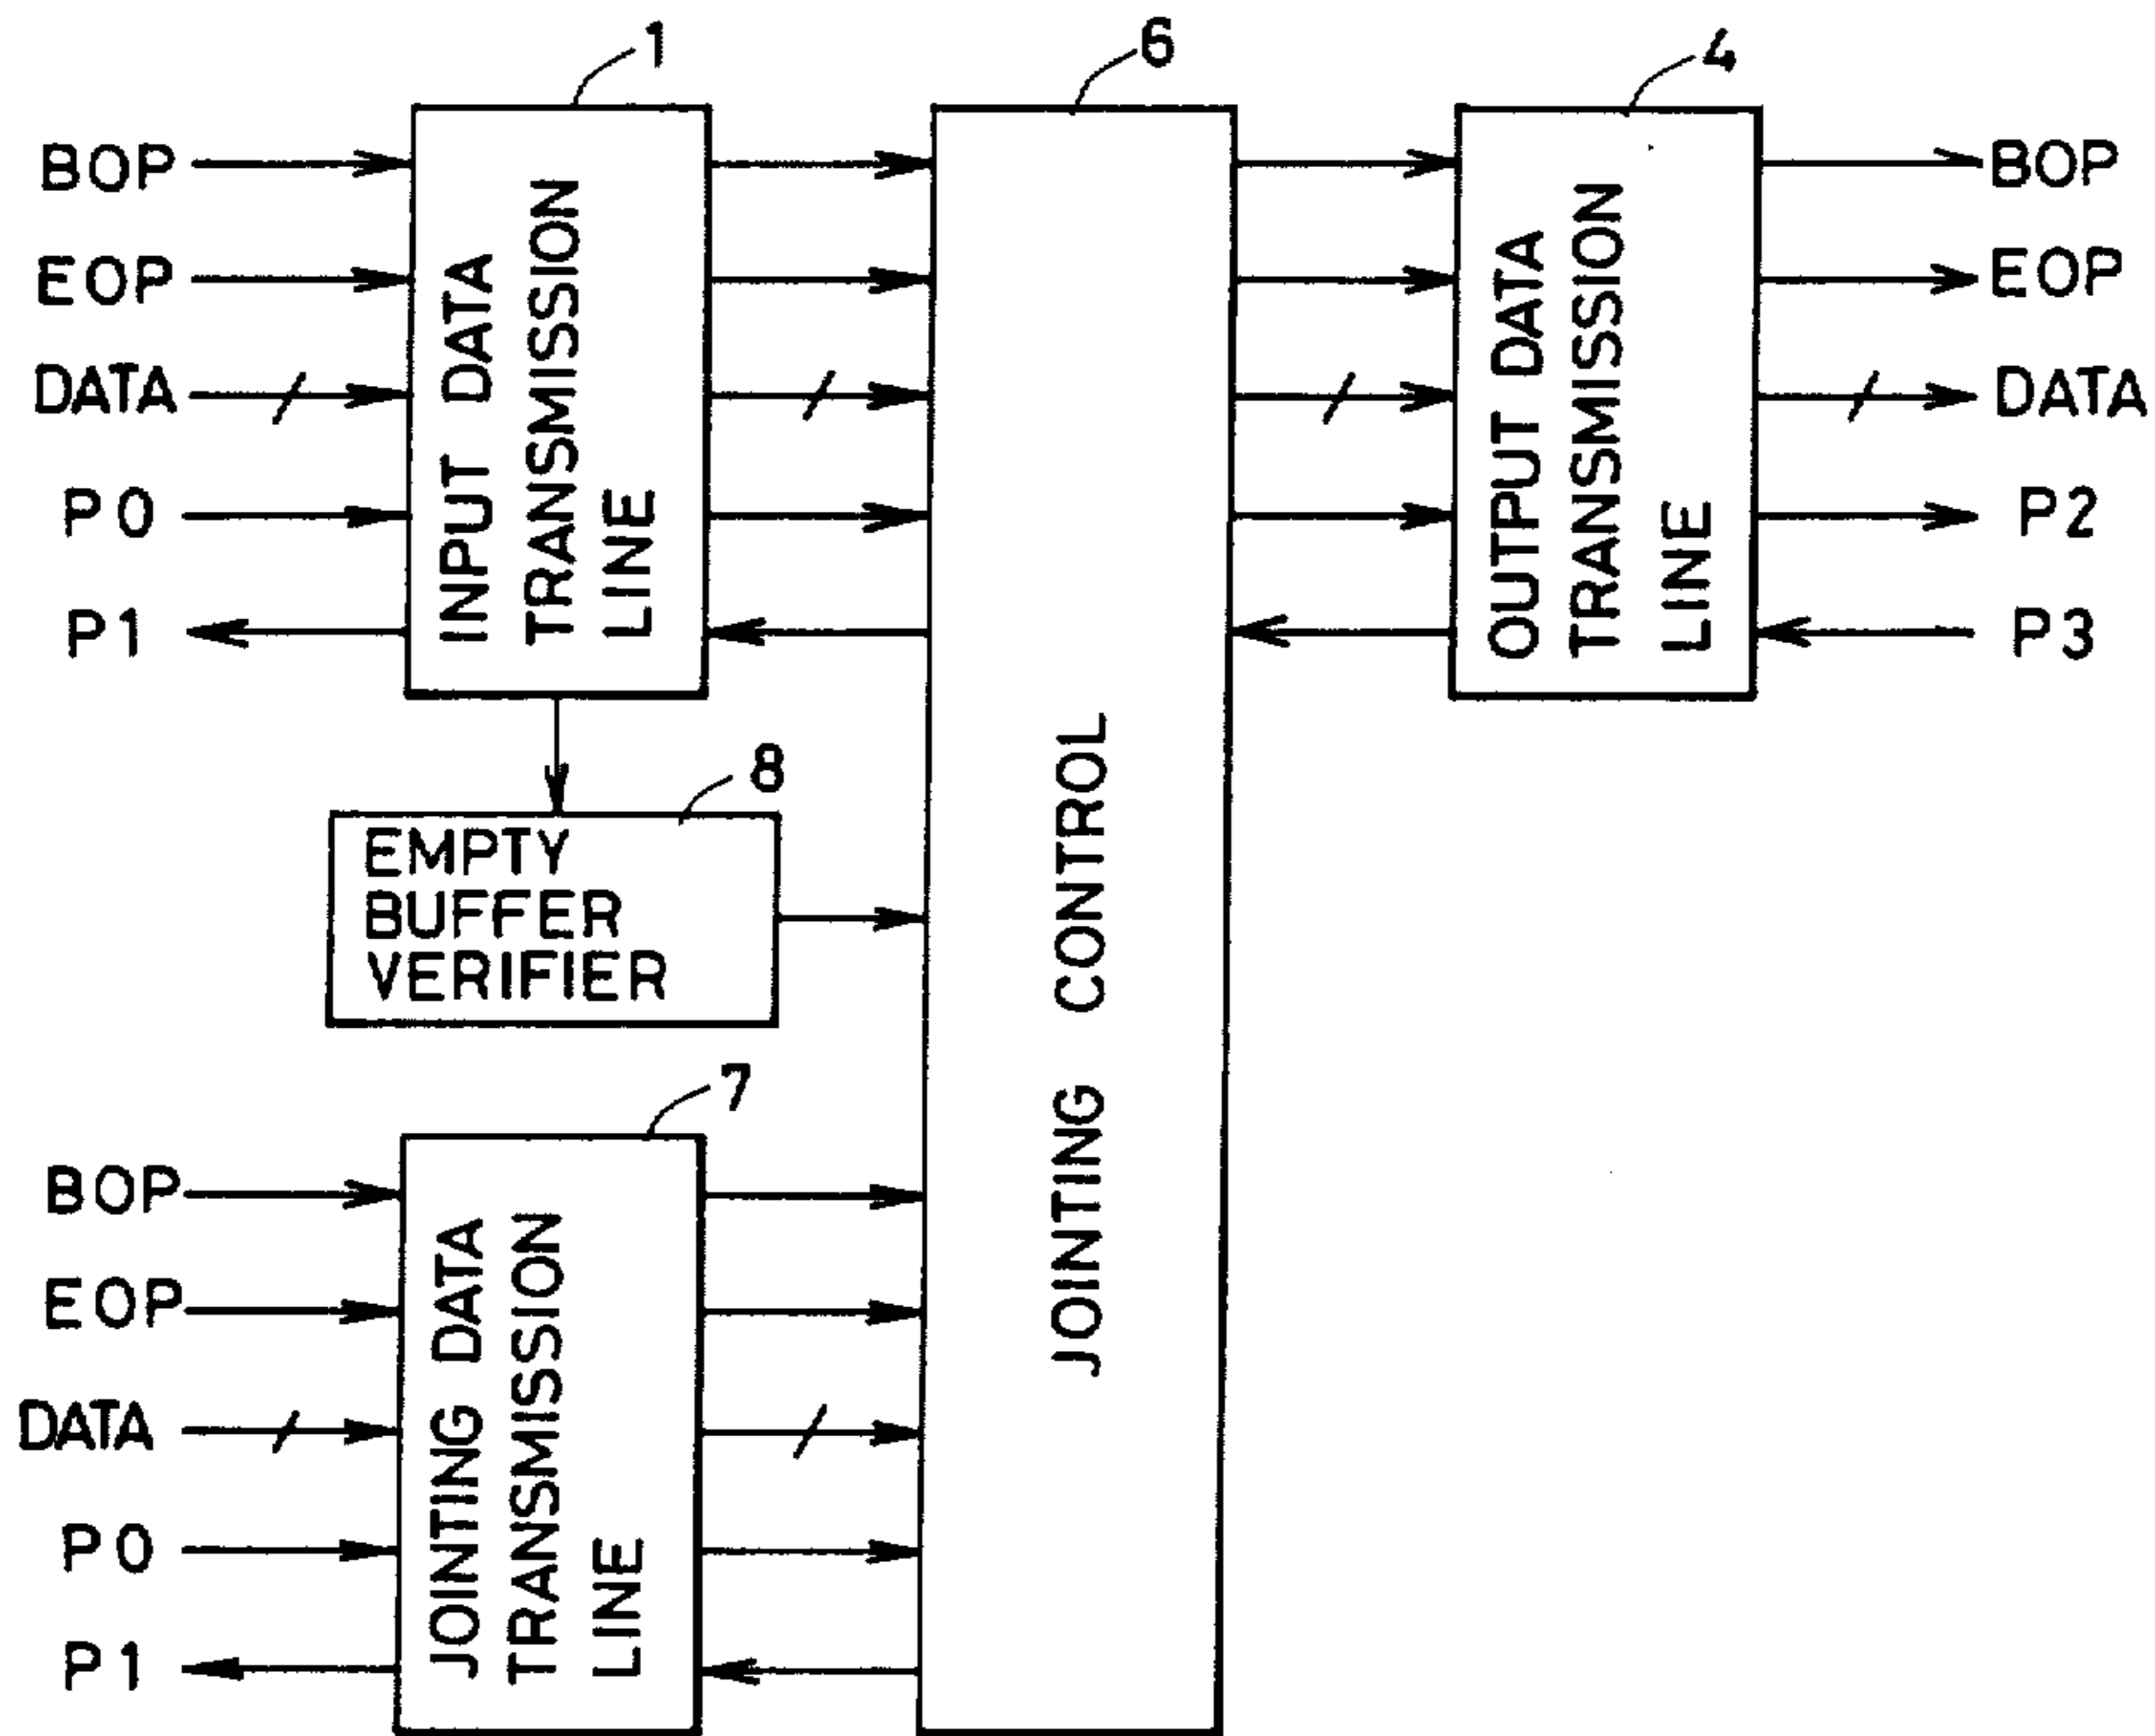 1
6
4
BOP
EOP
DATA
P0
P1
INPUT DATA
TRANSMISSION
LINE
JOINTING CONTROL
OUTPUT DATA
TRANSMISSION
LINE
BOP
EOP
DATA
P2
P3
8
EMPTY
BUFFER
VERIFIER
7
BOP
EOP
DATA
P0
P1
JOINTING DATA
TRANSMISSION
LINE